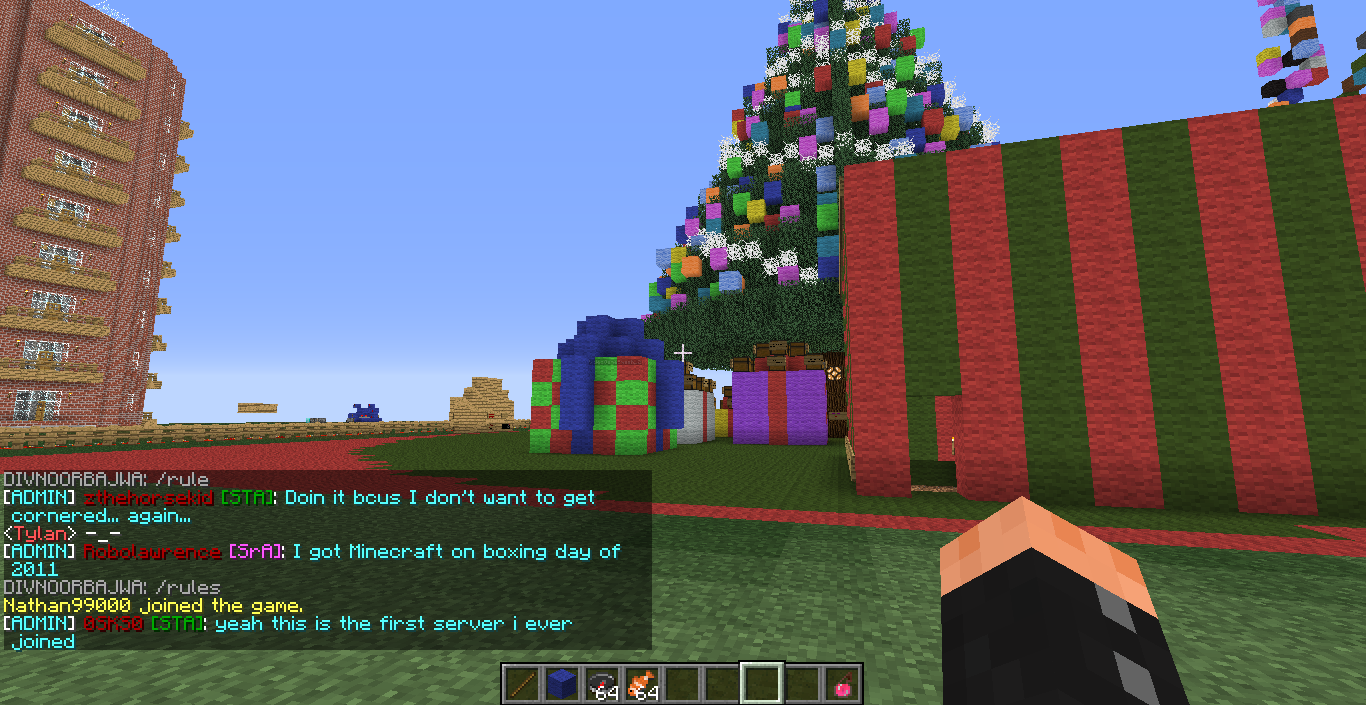 DIVNOORBAJWA: /rule
[ADMIN] zthehorsekid [STA]: Doin it bcus I don't want to get
cornered... again...
<Tylan> -_-
[ADMIN] Robolawrence [SrA]: I got Minecraft on boxing day of
2011
DIVNOORBAJWA: /rules
Nathan99000 joined the game.
[ADMIN] 05K50 [STA]: yeah this is the first server i ever
joined
64 64